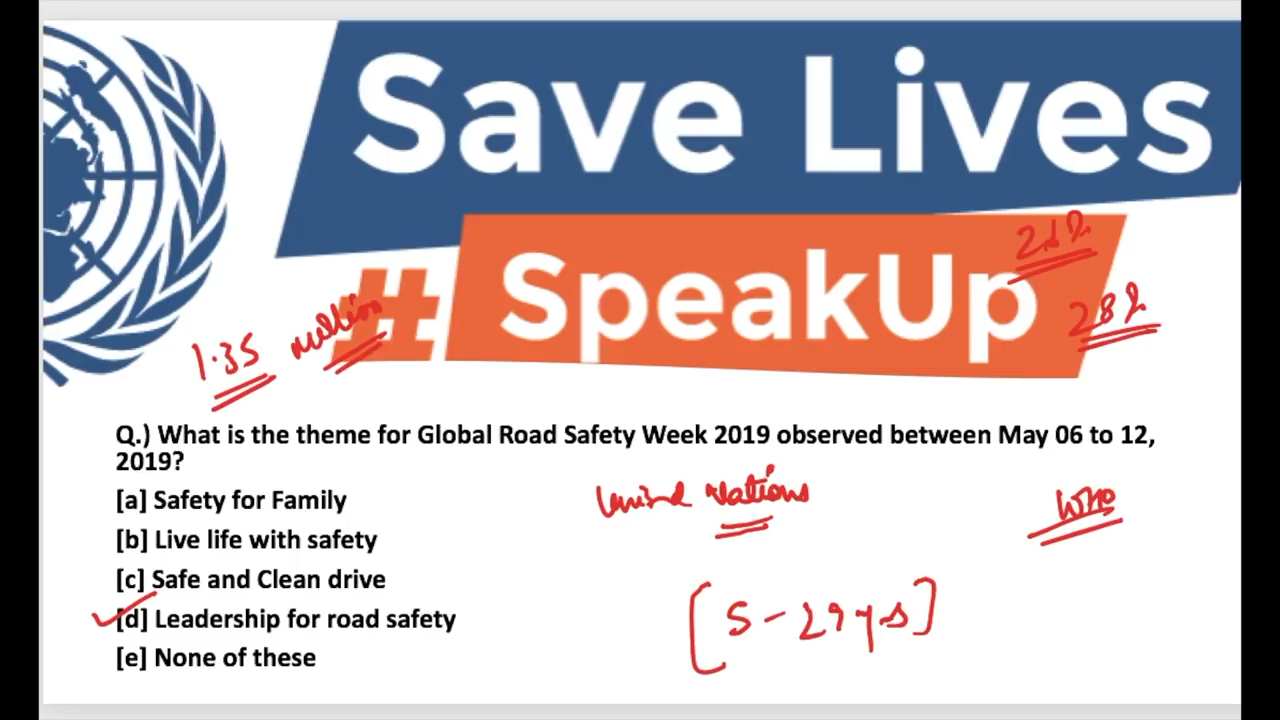 Save Lives
#SpeakUp
28%
1.35 million
Q.) What is the theme for Global Road Safety Week 2019 observed between May 06 to 12,
2019?
[a] Safety for Family
United Nations
WHO
[b] Live life with safety
[c] Safe and Clean drive
[d] Leadership for road safety
[5-29yrs]
[e] None of these